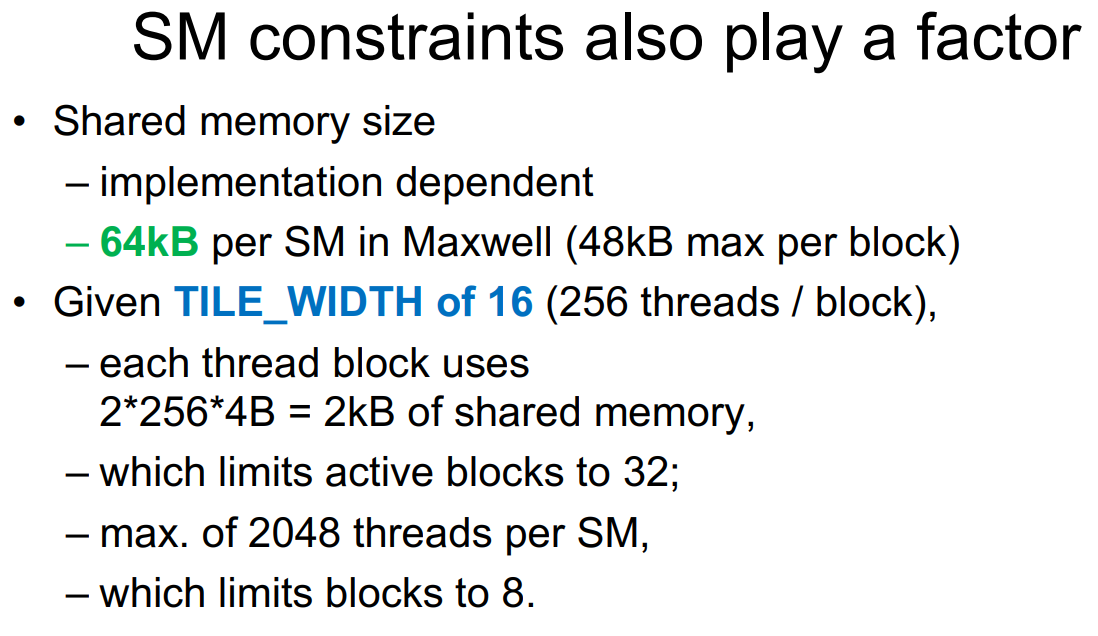 SM constraints also play a factor
• Shared memory size
– implementation dependent
– 64kB per SM in Maxwell (48kB max per block)
• Given TILE_WIDTH of 16 (256 threads / block),
– each thread block uses
2*256*4B = 2kB of shared memory,
– which limits active blocks to 32;
– max. of 2048 threads per SM,
– which limits blocks to 8.